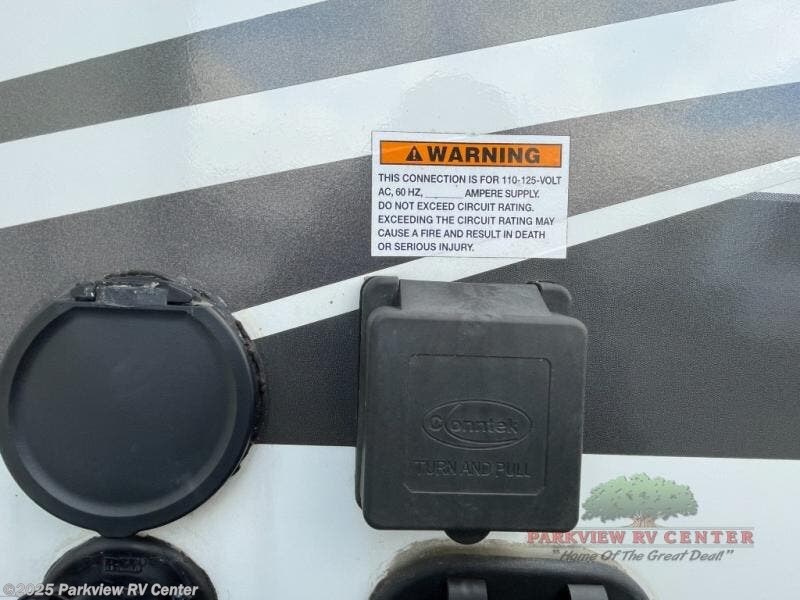 WARNING
THIS CONNECTION IS FOR 110-125-VOLT
AC, 60 HZ, ______ AMPERE SUPPLY.
DO NOT EXCEED CIRCUIT RATING.
EXCEEDING THE CIRCUIT RATING MAY
CAUSE A FIRE AND RESULT IN DEATH
OR SERIOUS INJURY.
Conntek
TURN AND PULL
PARKVIEW RV CENTER
"Home Of The Great Deal!"
©2025 Parkview RV Center